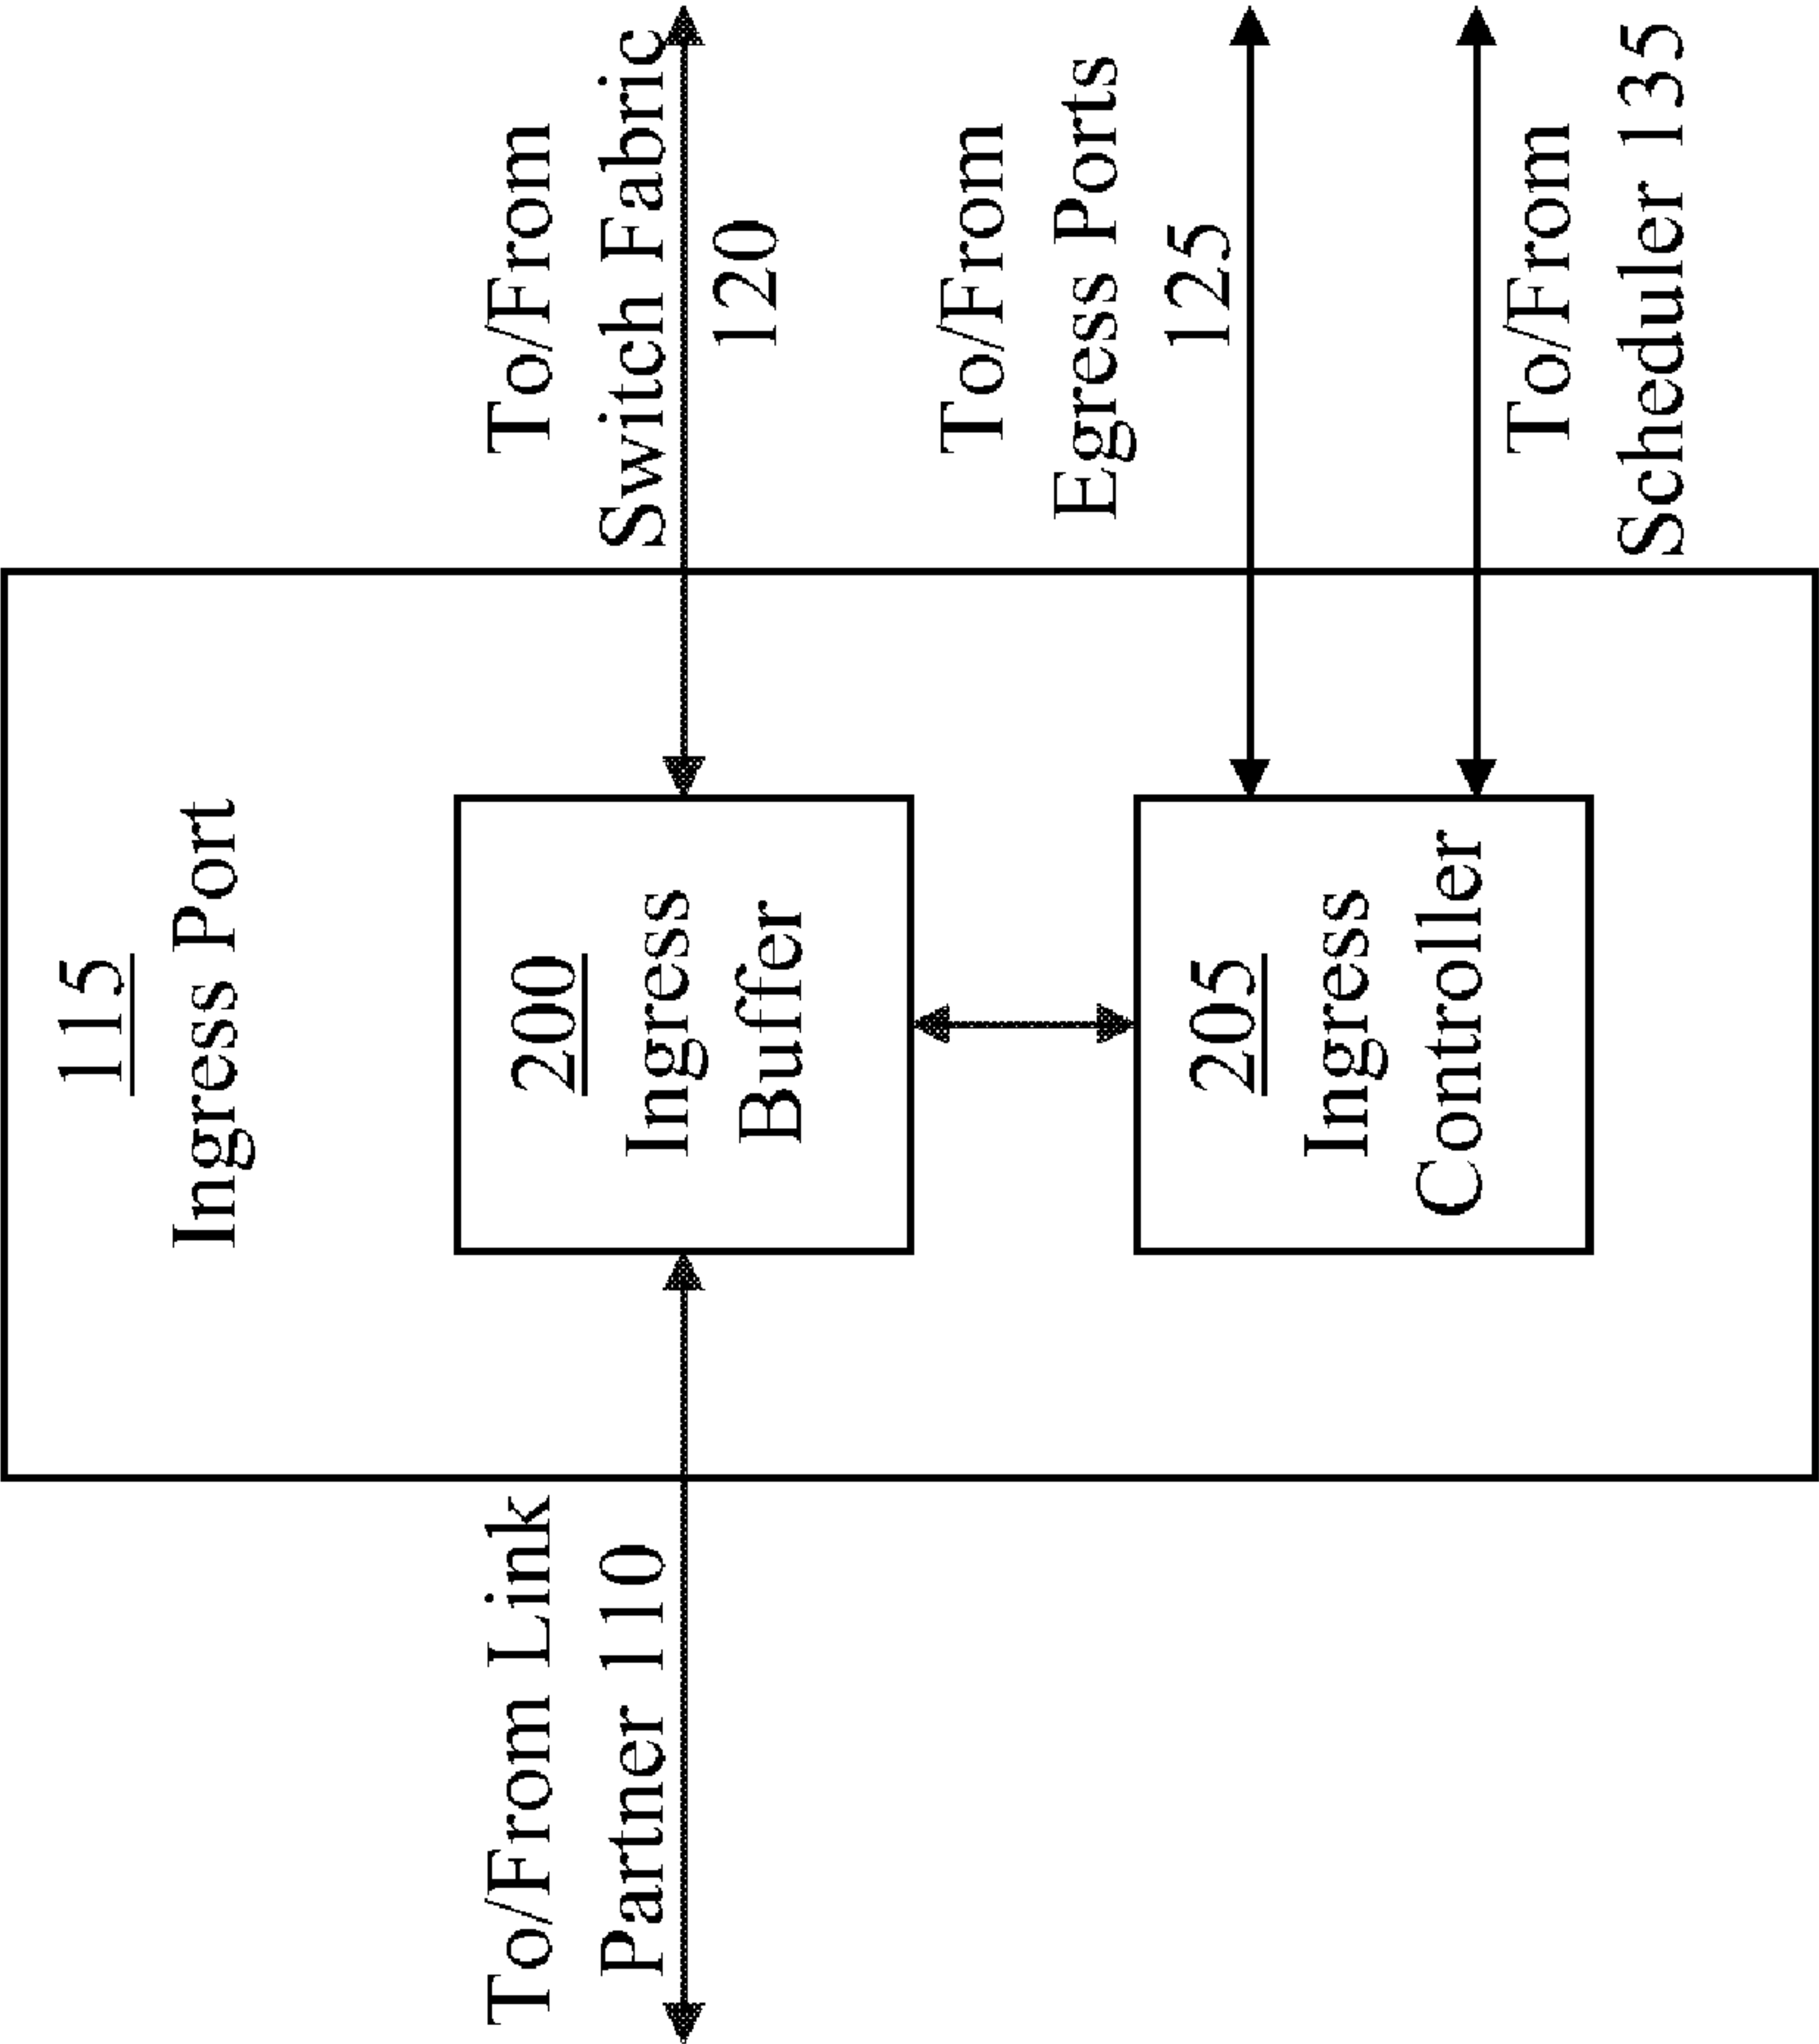 115
Ingress Port
To/From Link
Partner 110
200
Ingress
Buffer
To/From
Switch Fabric
120
205
Ingress
Controller
To/From
Egress Ports
125
To/From
Scheduler 135